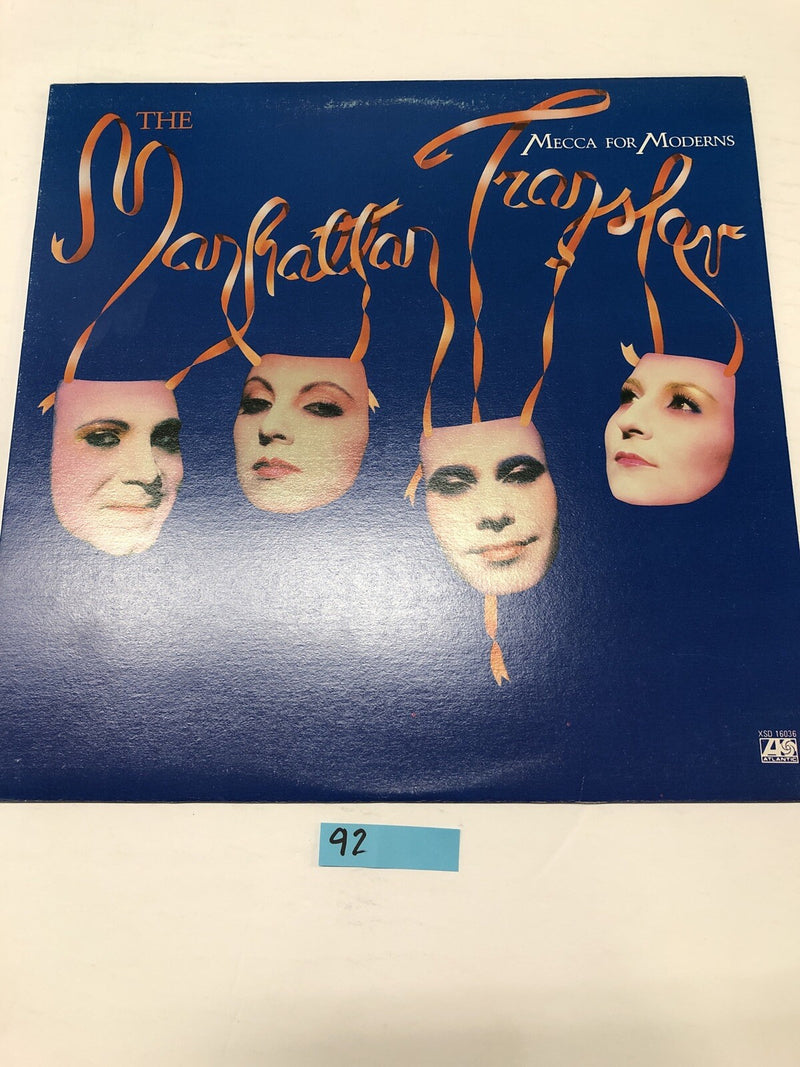 THE
Manhattan Transfer
MECCA FOR MODERNS
XSD 16036
ATLANTIC
92